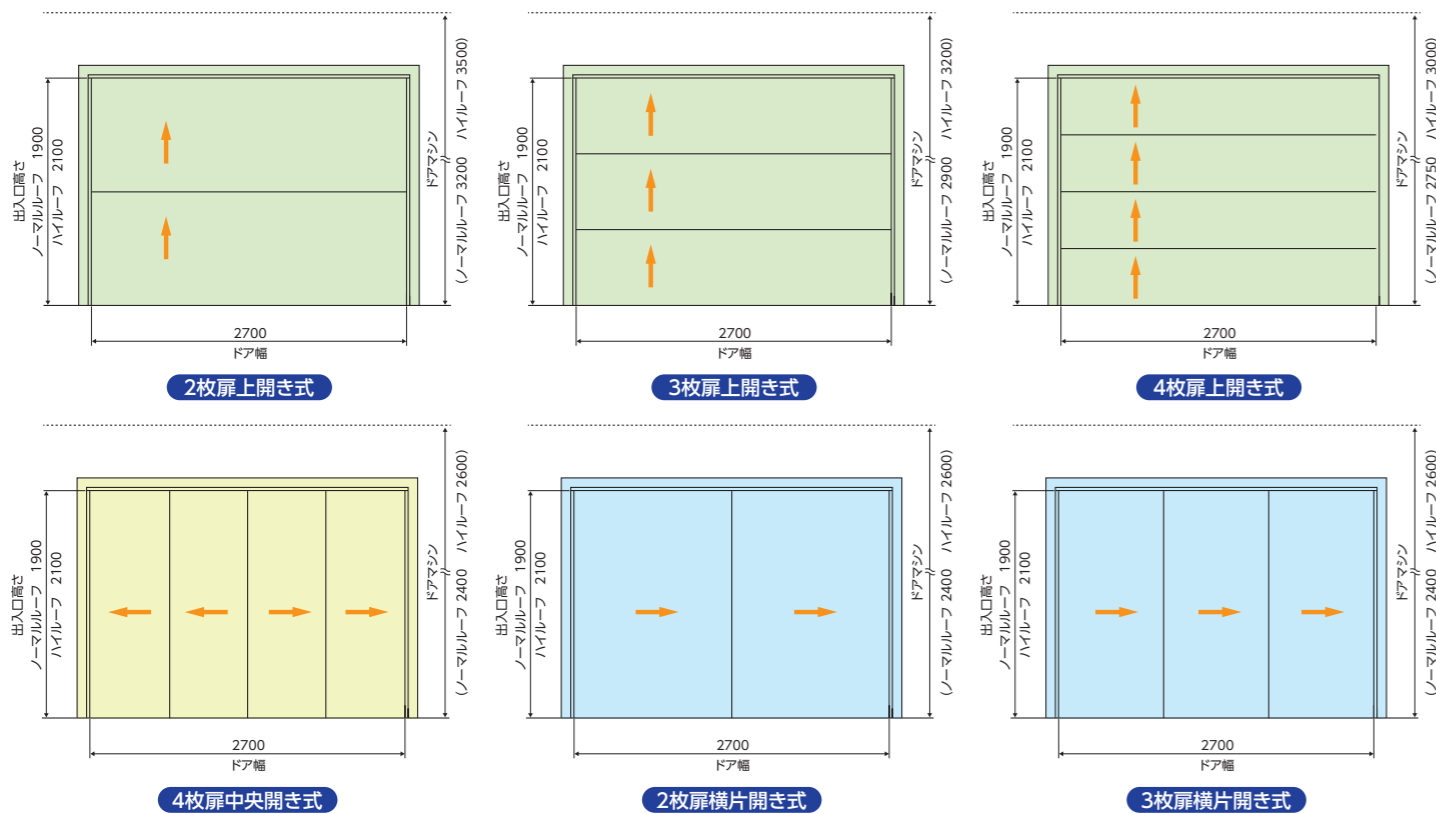 出入口高さ
ノーマルルーフ 1900
ハイルーフ 2100
ドアマシン
(ノーマルルーフ 3200 ハイルーフ 3500)
2700
ドア幅
2枚扉上開き式
出入口高さ
ノーマルルーフ 1900
ハイルーフ 2100
ドアマシン
(ノーマルルーフ 2900 ハイルーフ 3200)
2700
ドア幅
3枚扉上開き式
出入口高さ
ノーマルルーフ 1900
ハイルーフ 2100
ドアマシン
(ノーマルルーフ 2750 ハイルーフ 3000)
2700
ドア幅
4枚扉上開き式
出入口高さ
ノーマルルーフ 1900
ハイルーフ 2100
ドアマシン
(ノーマルルーフ 2400 ハイルーフ 2600)
2700
ドア幅
4枚扉中央開き式
出入口高さ
ノーマルルーフ 1900
ハイルーフ 2100
ドアマシン
(ノーマルルーフ 2400 ハイルーフ 2600)
2700
ドア幅
2枚扉横片開き式
出入口高さ
ノーマルルーフ 1900
ハイルーフ 2100
ドアマシン
(ノーマルルーフ 2400 ハイルーフ 2600)
2700
ドア幅
3枚扉横片開き式